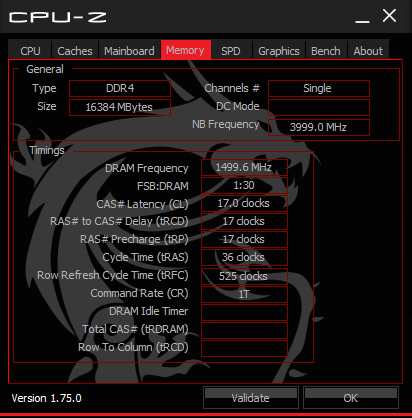 CPU-Z
CPU Caches Mainboard Memory SPD Graphics Bench About
General
Type DDR4 Channels # Single
Size 16384 MBytes DC Mode
NB Frequency 3999.0 MHz
Timings
DRAM Frequency 1499.6 MHz
FSB:DRAM 1:30
CAS# Latency (CL) 17.0 clocks
RAS# to CAS# Delay (tRCD) 17 clocks
RAS# Precharge (tRP) 17 clocks
Cycle Time (tRAS) 36 clocks
Row Refresh Cycle Time (tRFC) 525 clocks
Command Rate (CR) 1T
DRAM Idle Timer
Total CAS# (tRDRAM)
Row To Column (tRCD)
Version 1.75.0 Validate OK